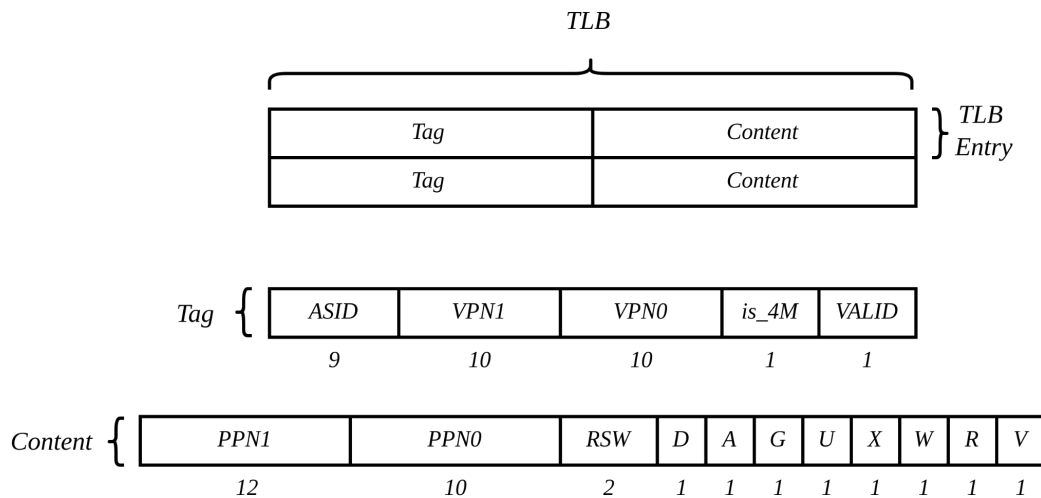 TLB
Tag Content
TLB
Entry
Tag Content
Tag
ASID VPN1 VPN0 is_4M VALID
9 10 10 1 1
Content
PPN1 PPN0 RSW D A G U X W R V
12 10 2 1 1 1 1 1 1 1 1